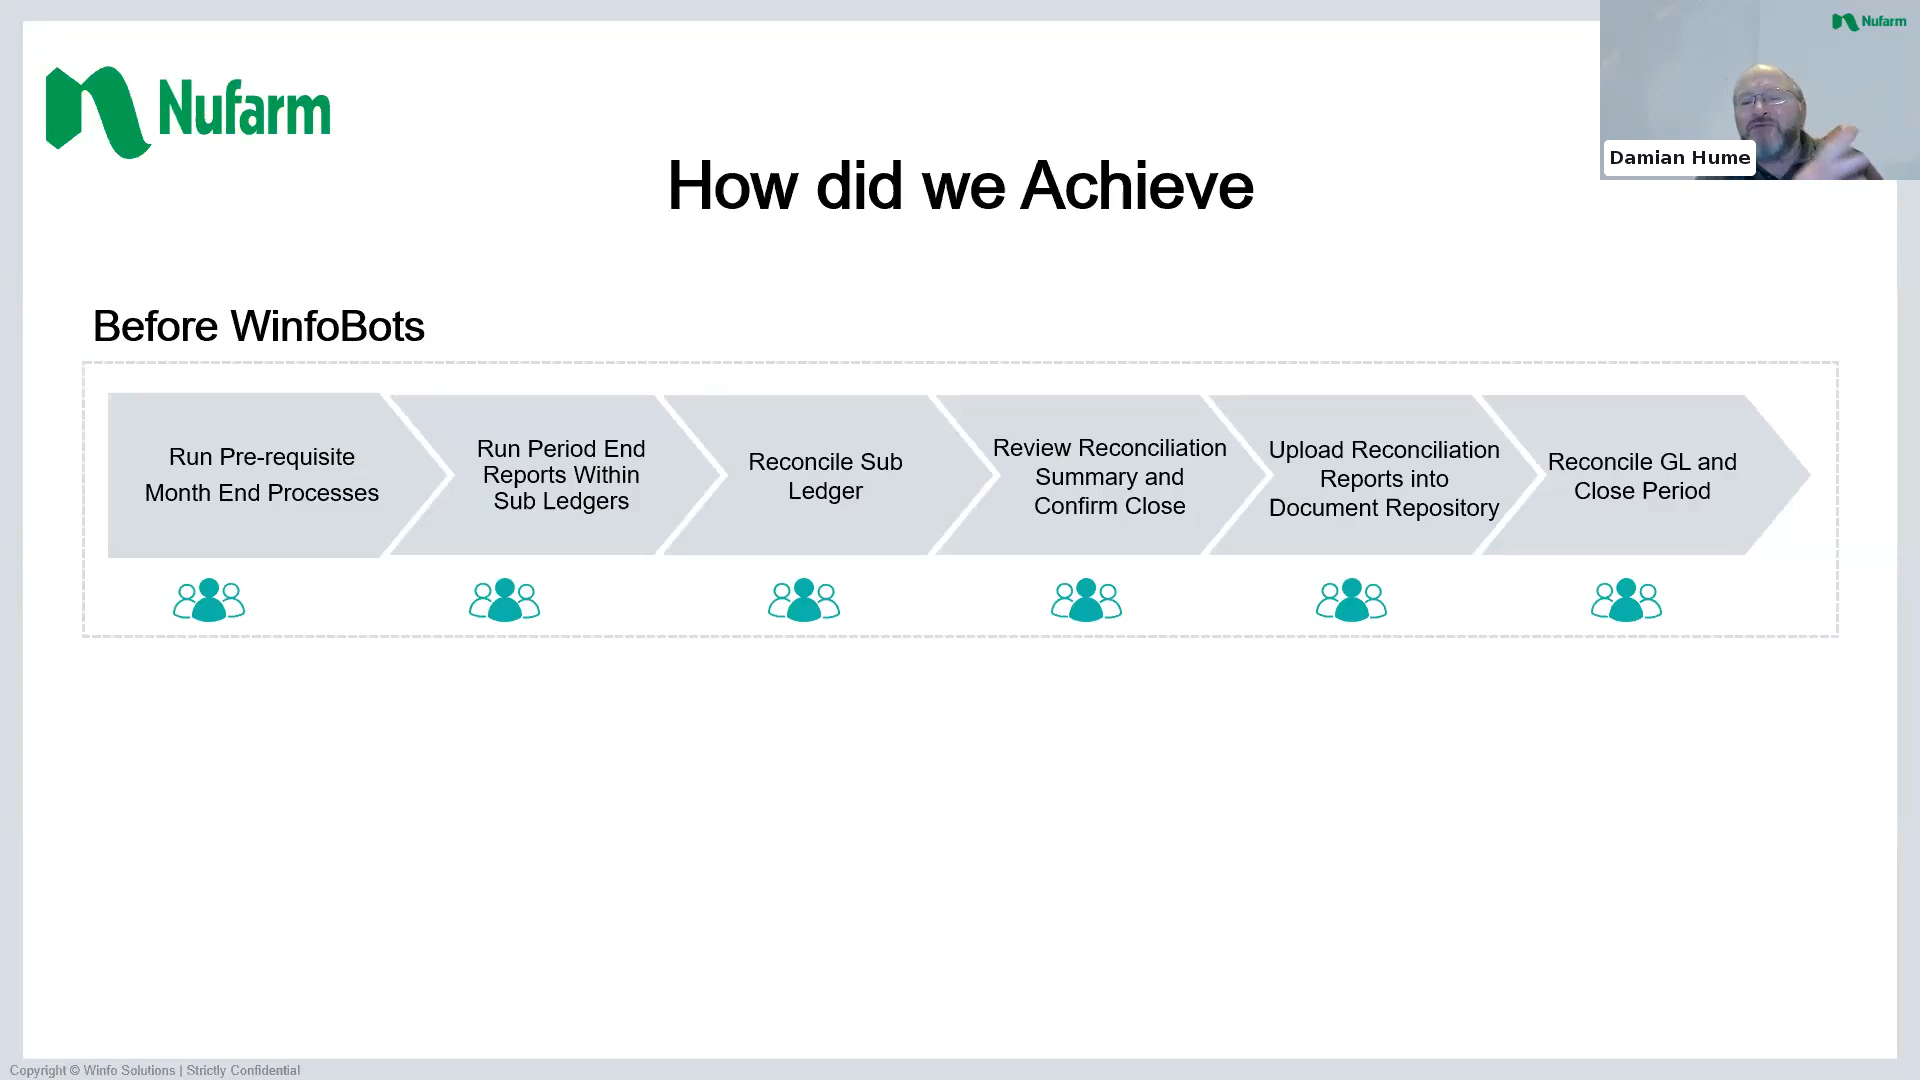 Nufarm
Nufarm
Damian Hume
How did we Achieve
Before WinfoBots
Run Pre-requisite
Month End Processes
Run Period End
Reports Within
Sub Ledgers
Reconcile Sub
Ledger
Review Reconciliation
Summary and
Confirm Close
Upload Reconciliation
Reports into
Document Repository
Reconcile GL and
Close Period
Copyright © Winfo Solutions | Strictly Confidential